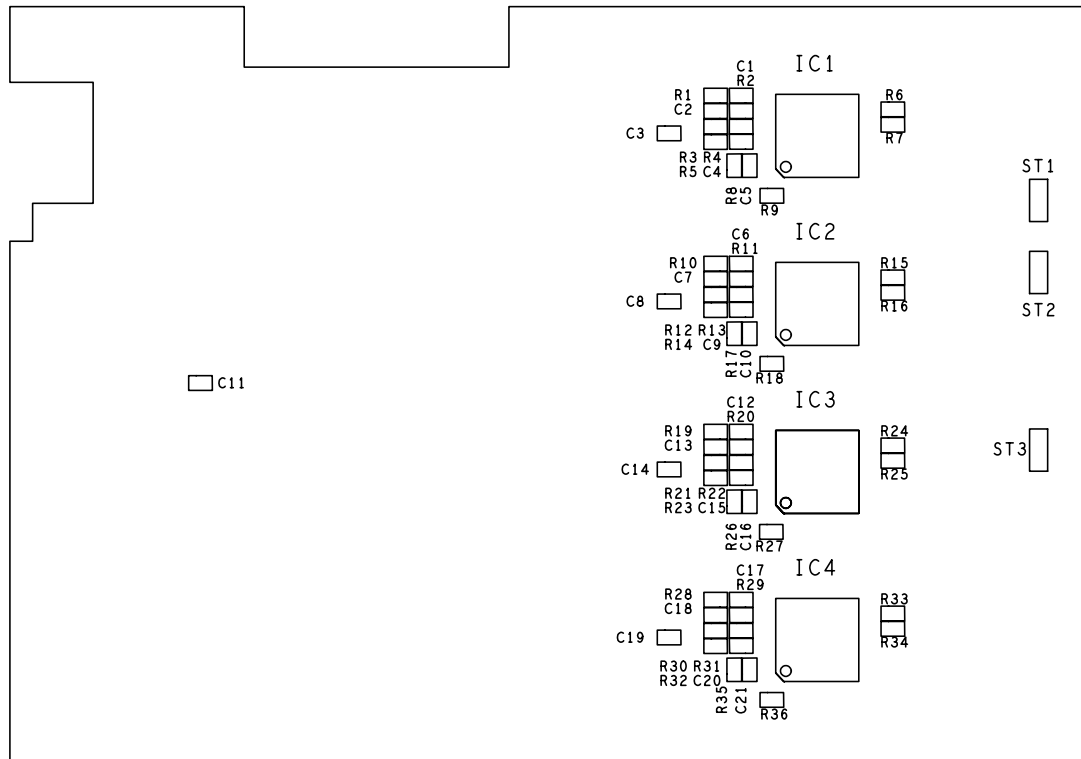 C1 IC1
R1 R2 R6
C2
C3 R7
R3 R4
R5 C4
ST1
R8 C5
R9
C6 IC2
R11
R10 R15
C7
C8 R16
ST2
R12 R13
R14 C9
R17 C10
R18
C11
C12 IC3
R20
R19 R24
C13
ST3
C14 R25
R21 R22
R23 C15
R26 C16
R27
C17 IC4
R29
R28 R33
C18
C19 R34
R30 R31
R32 C20
R35 C21
R36